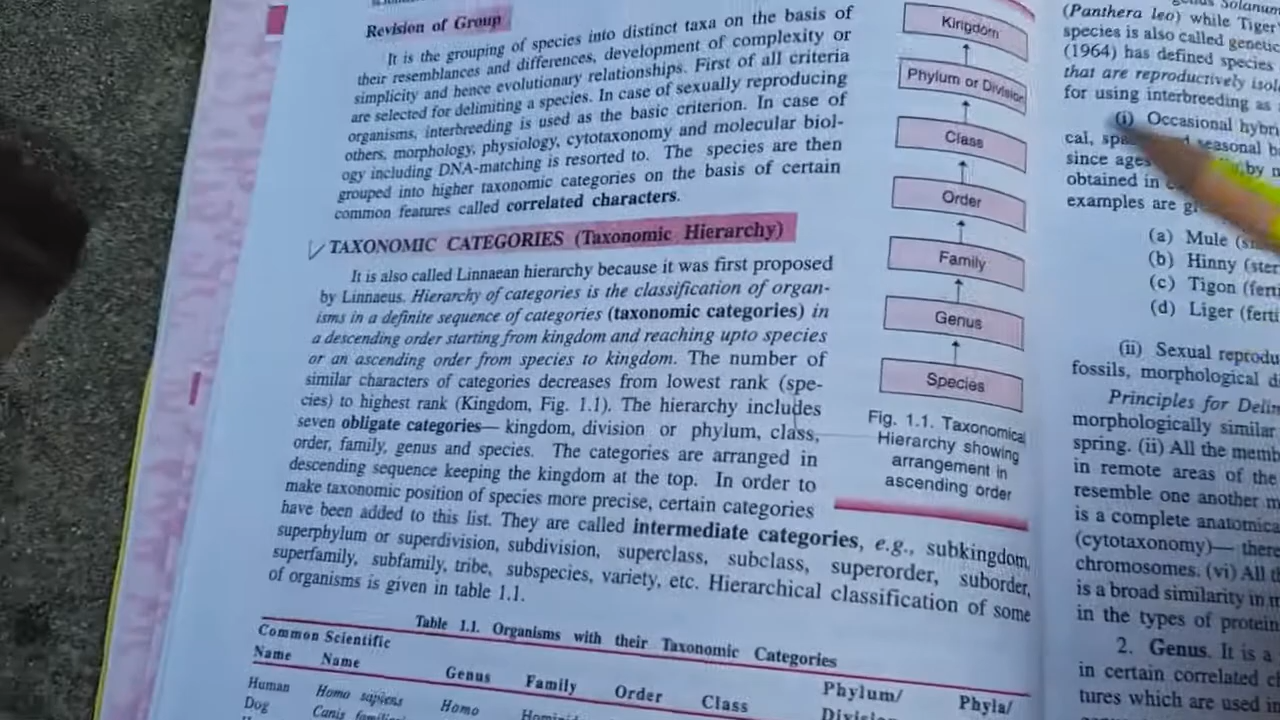 Revision of Group
It is the grouping of species into distinct taxa on the basis of
their resemblances and differences, development of complexity or
simplicity and hence evolutionary relationships. First of all criteria
are selected for delimiting a species. In case of sexually reproducing
organisms, interbreeding is used as the basic criterion. In case of
others, morphology, physiology, cytotaxonomy and molecular biol-
ogy including DNA-matching is resorted to. The species are then
grouped into higher taxonomic categories on the basis of certain
common features called correlated characters.
TAXONOMIC CATEGORIES (Taxonomic Hierarchy)
It is also called Linnaean hierarchy because it was first proposed
by Linnaeus. Hierarchy of categories is the classification of organ-
isms in a definite sequence of categories (taxonomic categories) in
a descending order starting from kingdom and reaching upto species
or an ascending order from species to kingdom. The number of
similar characters of categories decreases from lowest rank (spe-
cies) to highest rank (Kingdom, Fig. 1.1). The hierarchy includes
seven obligate categories— kingdom, division or phylum, class,
order, family, genus and species. The categories are arranged in
descending sequence keeping the kingdom at the top. In order to
make taxonomic position of species more precise, certain categories
have been added to this list. They are called intermediate categories, e.g., subkingdom,
superphylum or superdivision, subdivision, superclass, subclass, superorder, suborder,
superfamily, subfamily, tribe, subspecies, variety, etc. Hierarchical classification of some
of organisms is given in table 1.1.
Kingdom
Phylum or Division
Class
Order
Family
Genus
Species
Fig. 1.1. Taxonomical
Hierarchy showing
arrangement in
ascending order
Table 1.1. Organisms with their Taxonomic Categories
Common Scientific
Name Name Genus Family Order Class Phylum/ Phyla/
Human Homo sapiens Homo
Dog Canis
(Panthera leo) while Tiger
species is also called
(1964) has defined species
that are reproductively
for using interbreeding as
(i) Occasional
cal, seasonal
since ages by
obtained in
examples are
(a) Mule
(b) Hinny
(c) Tigon
(d) Liger
(ii) Sexual
fossils, morphological
Principles for
morphologically similar
spring. (ii) All the
in remote areas of the
resemble one another
is a complete
(cytotaxonomy)—
chromosomes. (vi) All
is a broad similarity in
in the types of
2. Genus. It is a
in certain correlated
tures which are used